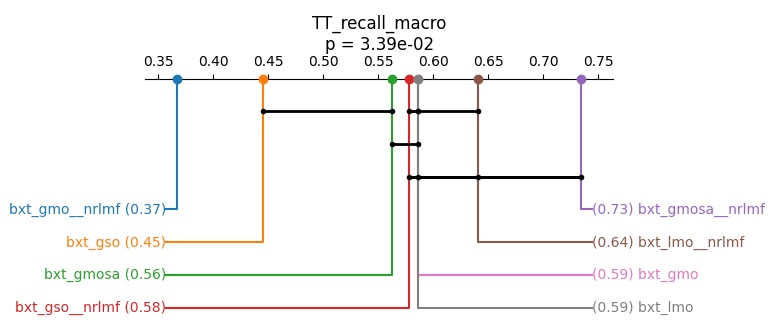 TT_recall_macro
p = 3.39e-02
0.35 0.40 0.45 0.50 0.55 0.60 0.65 0.70 0.75
bxt_gmo__nrlmf (0.37) (0.73) bxt_gmosa__nrlmf
bxt_gso (0.45) (0.64) bxt_lmo__nrlmf
bxt_gmosa (0.56) (0.59) bxt_gmo
bxt_gso__nrlmf (0.58) (0.59) bxt_lmo